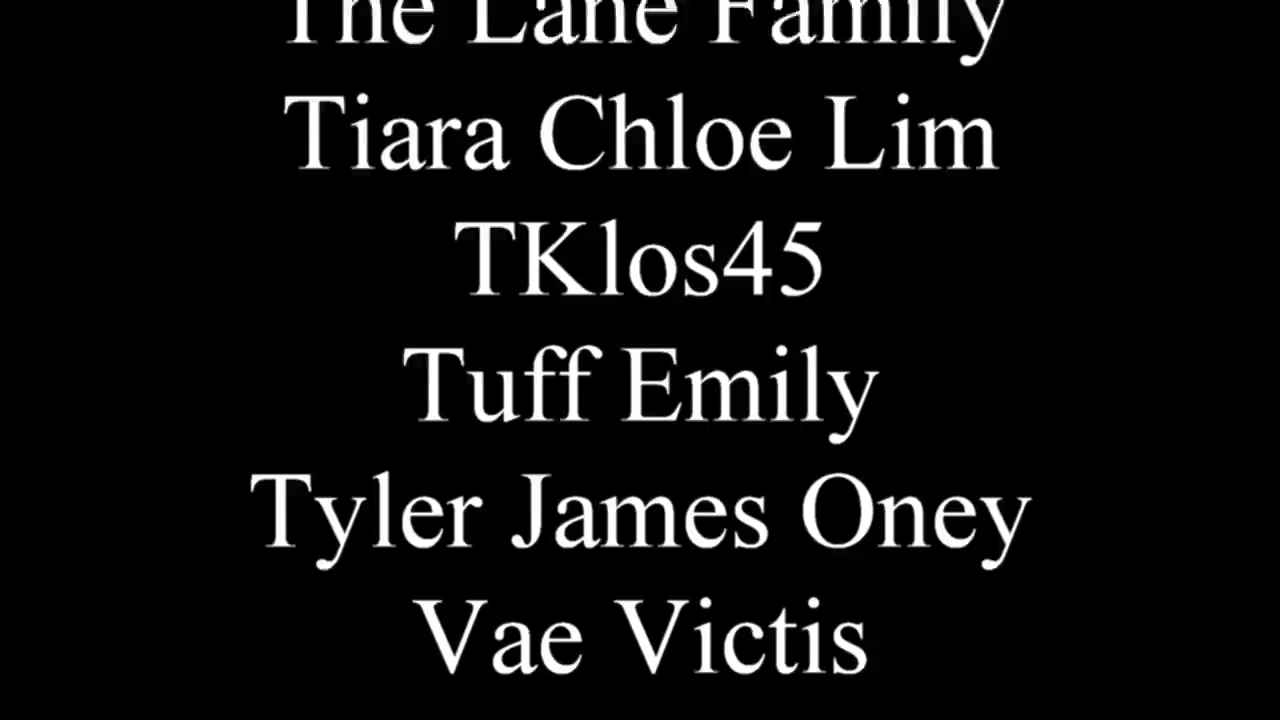 The Lane Family
Tiara Chloe Lim
TKlos45
Tuff Emily
Tyler James Oney
Vae Victis